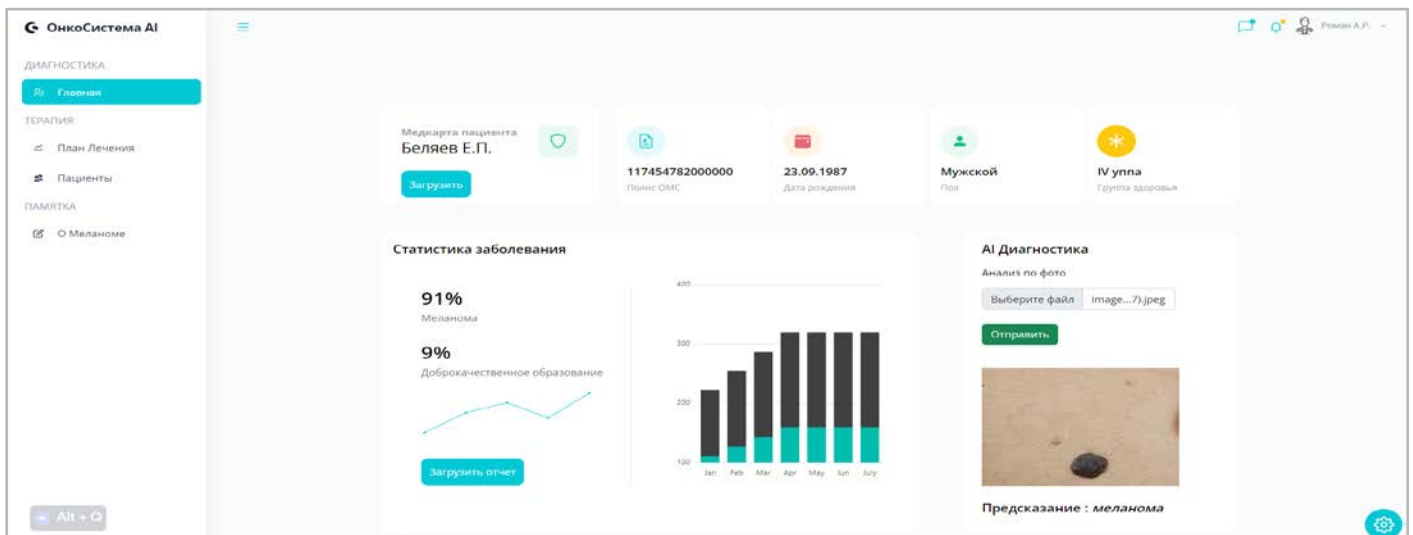 ОнкоСистема AI
Роман А.Р.
ДИАГНОСТИКА
Главная
ТЕРАПИЯ
План Лечения
Пациенты
ПАМЯТКА
О Меланоме
Медкарта пациента
Беляев Е.П.
Загрузить
117454782000000
Полис ОМС
23.09.1987
Дата рождения
Мужской
Пол
IV уппа
Группа здоровья
Статистика заболевания
91%
Меланома
9%
Доброкачественное образование
Загрузить отчет
400
300
200
100
Jan Feb Mar Apr May Jun July
AI Диагностика
Анализ по фото
Выберите файл image...7).jpeg
Отправить
Предсказание : меланома
Alt + Q